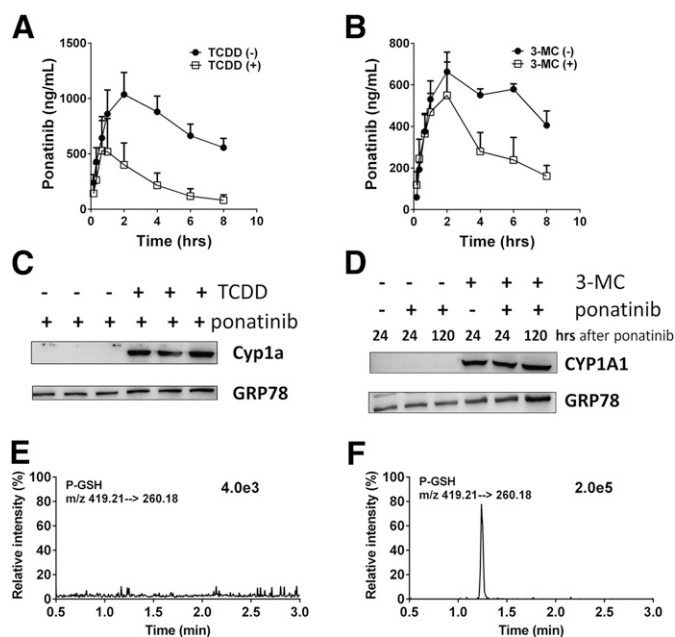 A
TCDD (-)
TCDD (+)
Ponatinib (ng/mL)
1500
1000
500
0
0 2 4 6 8 10
Time (hrs)
B
3-MC (-)
3-MC (+)
Ponatinib (ng/mL)
800
600
400
200
0
0 2 4 6 8 10
Time (hrs)
C
- - - + + + TCDD
+ + + + + + ponatinib
Cyp1a
GRP78
D
- - - + + + 3-MC
- + + - + + ponatinib
24 24 120 24 24 120 hrs after ponatinib
CYP1A1
GRP78
E
P-GSH
m/z 419.21--> 260.18
4.0e3
Relative intensity (%)
100
80
60
40
20
0
0.5 1.0 1.5 2.0 2.5 3.0
Time (min)
F
P-GSH
m/z 419.21--> 260.18
2.0e5
Relative intensity (%)
100
80
60
40
20
0
0.5 1.0 1.5 2.0 2.5 3.0
Time (min)